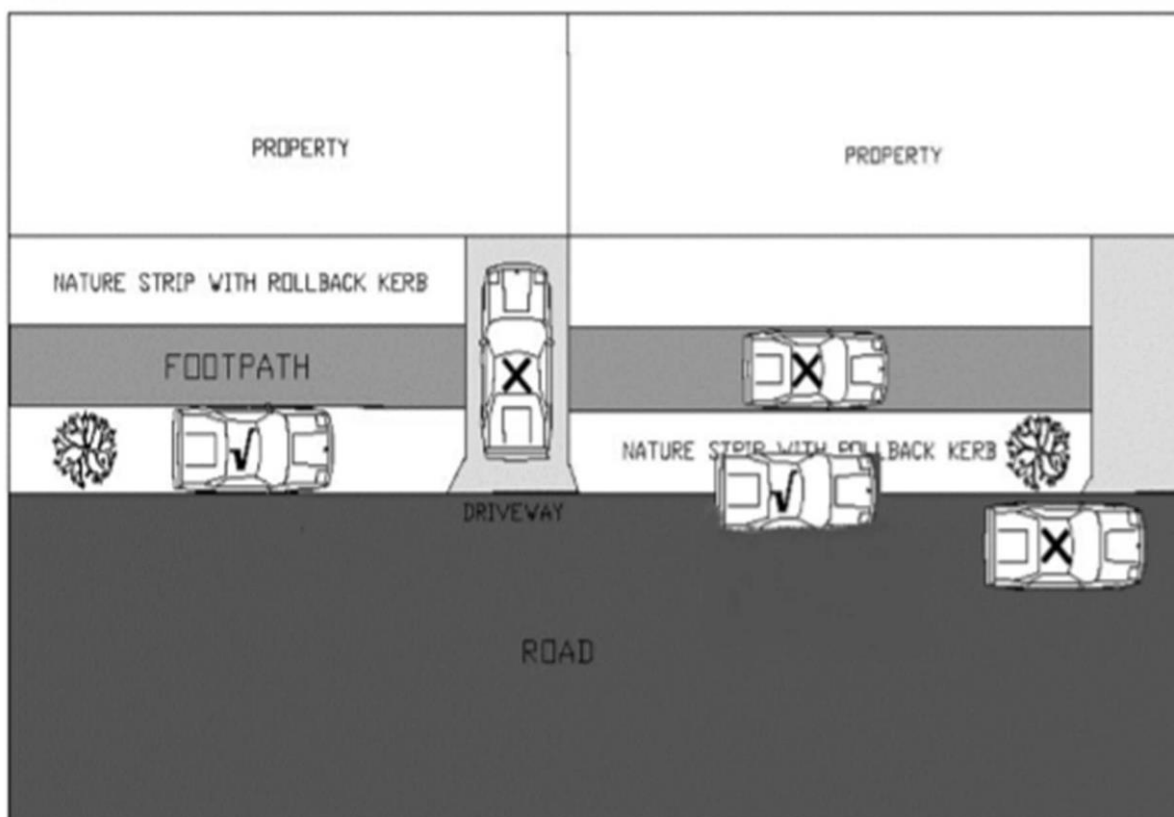 PROPERTY
PROPERTY
NATURE STRIP WITH ROLLBACK KERB
FOOTPATH
NATURE STRIP WITH ROLLBACK KERB
DRIVEWAY
ROAD